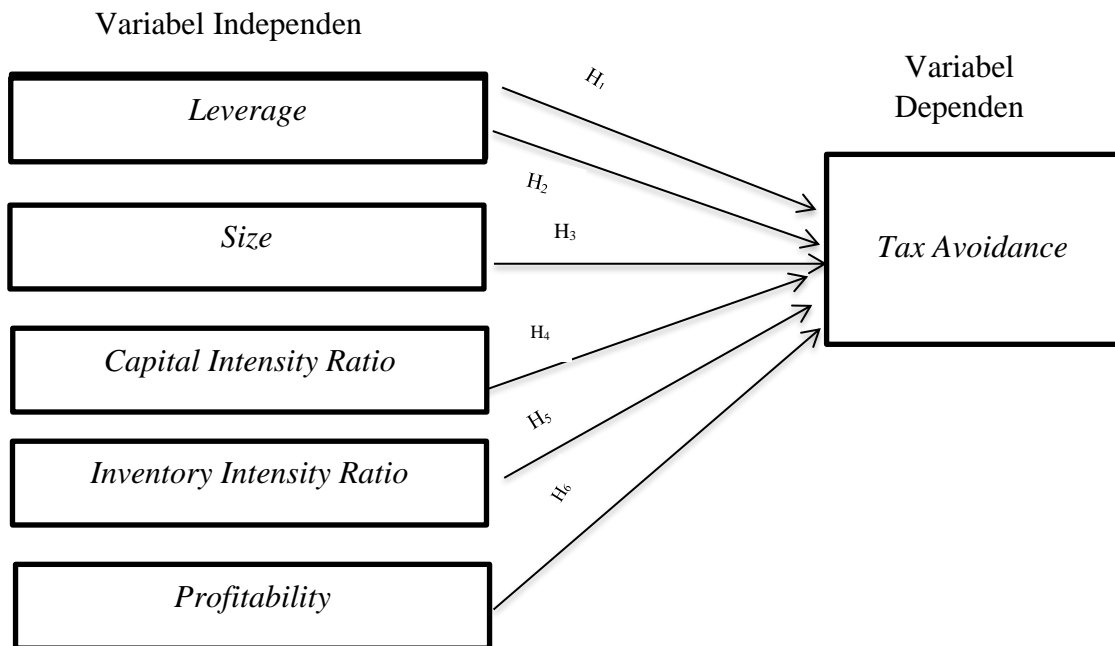 Variabel Independen
Variabel
Dependen
Leverage
H₁
H₂
Size
H₃
Tax Avoidance
Capital Intensity Ratio
H₄
Inventory Intensity Ratio
H₅
H₆
Profitability